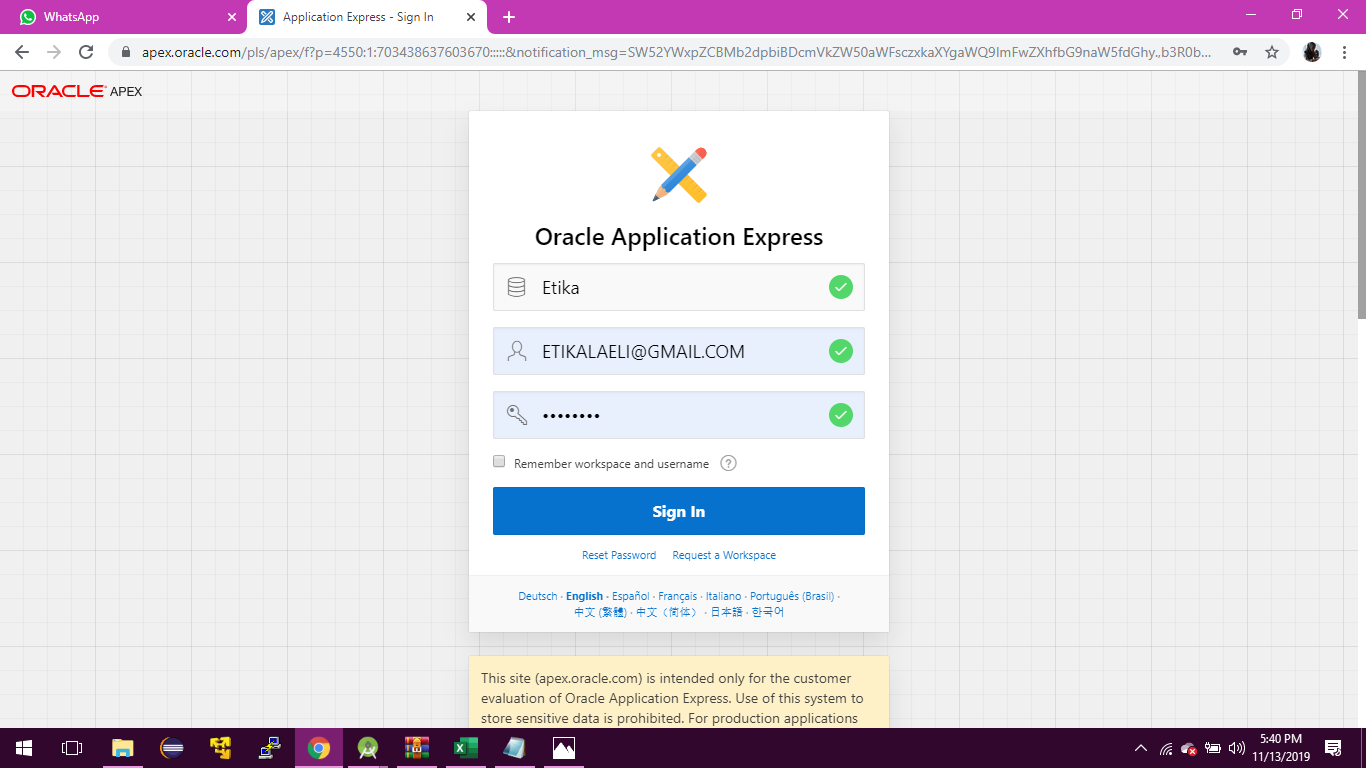 WhatsApp
Application Express - Sign In
apex.oracle.com/pls/apex/f?p=4550:1:703438637603670:::::&notification_msg=SW52YWxpZCBMb2dpbiBDcmVkZW50aWFsczxkaXYgaWQ9ImFwZXhfbG9naW5fdGhy.,b3R0b...
ORACLE APEX
Oracle Application Express
Etika
ETIKALAELI@GMAIL.COM
••••••••
Remember workspace and username ?
Sign In
Reset Password Request a Workspace
Deutsch · English · Español · Français · Italiano · Português (Brasil) ·
中文 (繁體) · 中文（简体） · 日本語 · 한국어
This site (apex.oracle.com) is intended only for the customer
evaluation of Oracle Application Express. Use of this system to
store sensitive data is prohibited. For production applications
5:40 PM
11/13/2019